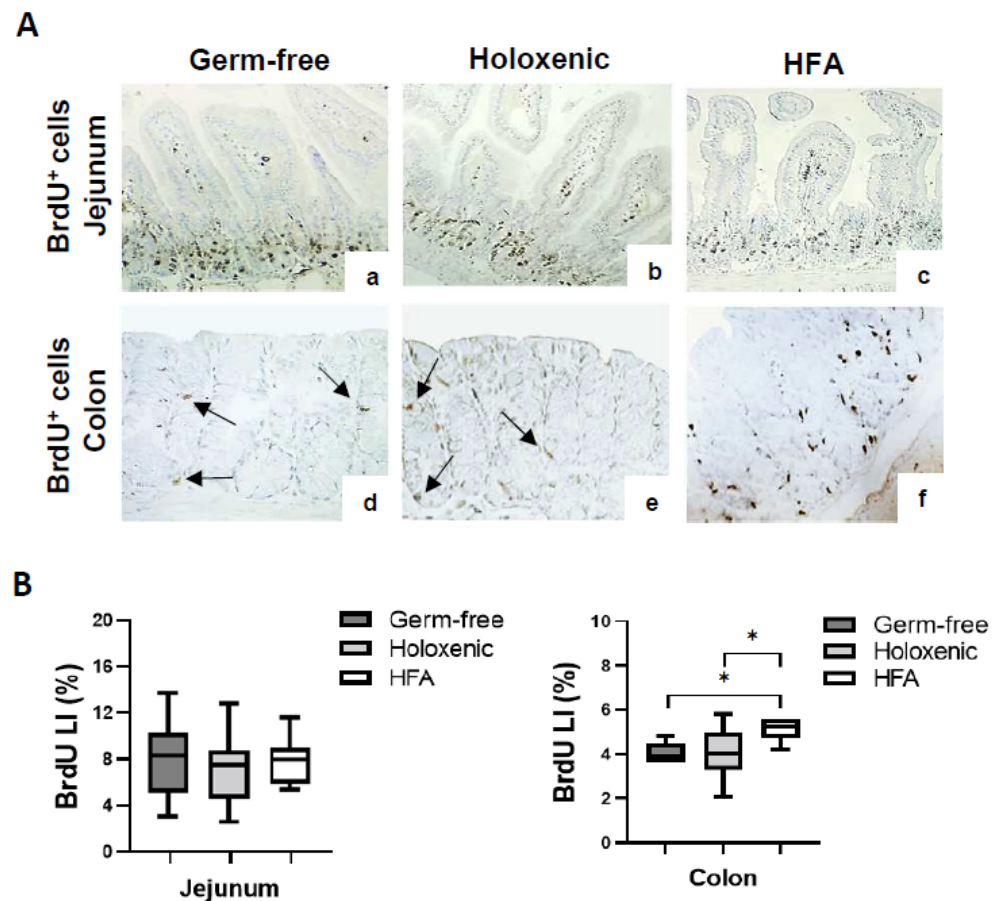 A
Germ-free
Holoxenic
HFA
BrdU⁺ cells
Jejunum
a
b
c
BrdU⁺ cells
Colon
d
e
f
B
20
16
12
8
4
0
BrdU LI (%)
Jejunum
Germ-free
Holoxenic
HFA
10
8
6
4
2
0
BrdU LI (%)
*
*
Colon
Germ-free
Holoxenic
HFA